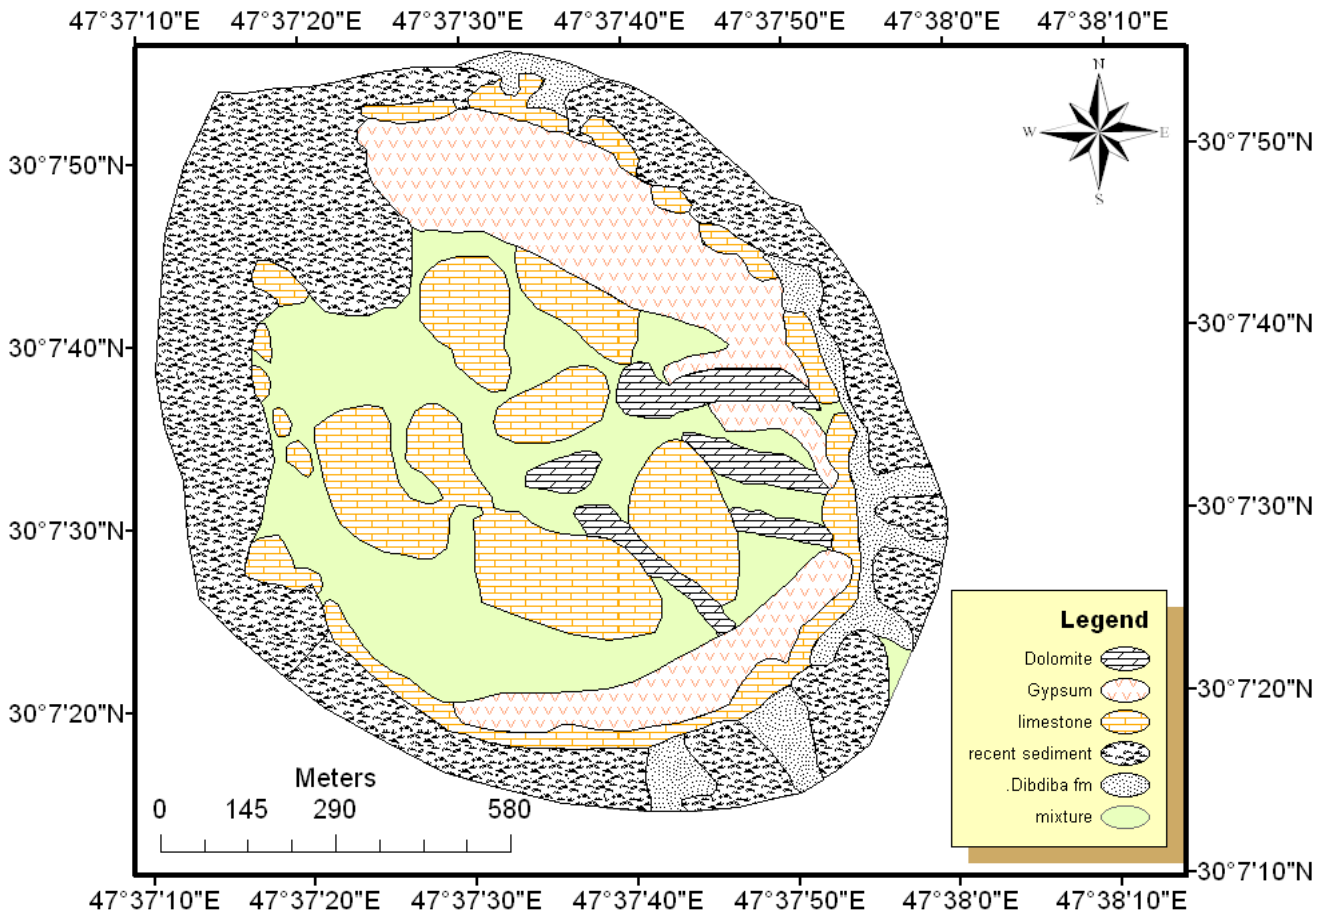 47°37'10"E 47°37'20"E 47°37'30"E 47°37'40"E 47°37'50"E 47°38'0"E 47°38'10"E
N
W E
S
30°7'50"N 30°7'50"N
30°7'40"N 30°7'40"N
30°7'30"N 30°7'30"N
30°7'20"N 30°7'20"N
30°7'10"N
Legend
Dolomite
Gypsum
limestone
recent sediment
.Dibdiba fm
mixture
Meters
0 145 290 580
47°37'10"E 47°37'20"E 47°37'30"E 47°37'40"E 47°37'50"E 47°38'0"E 47°38'10"E